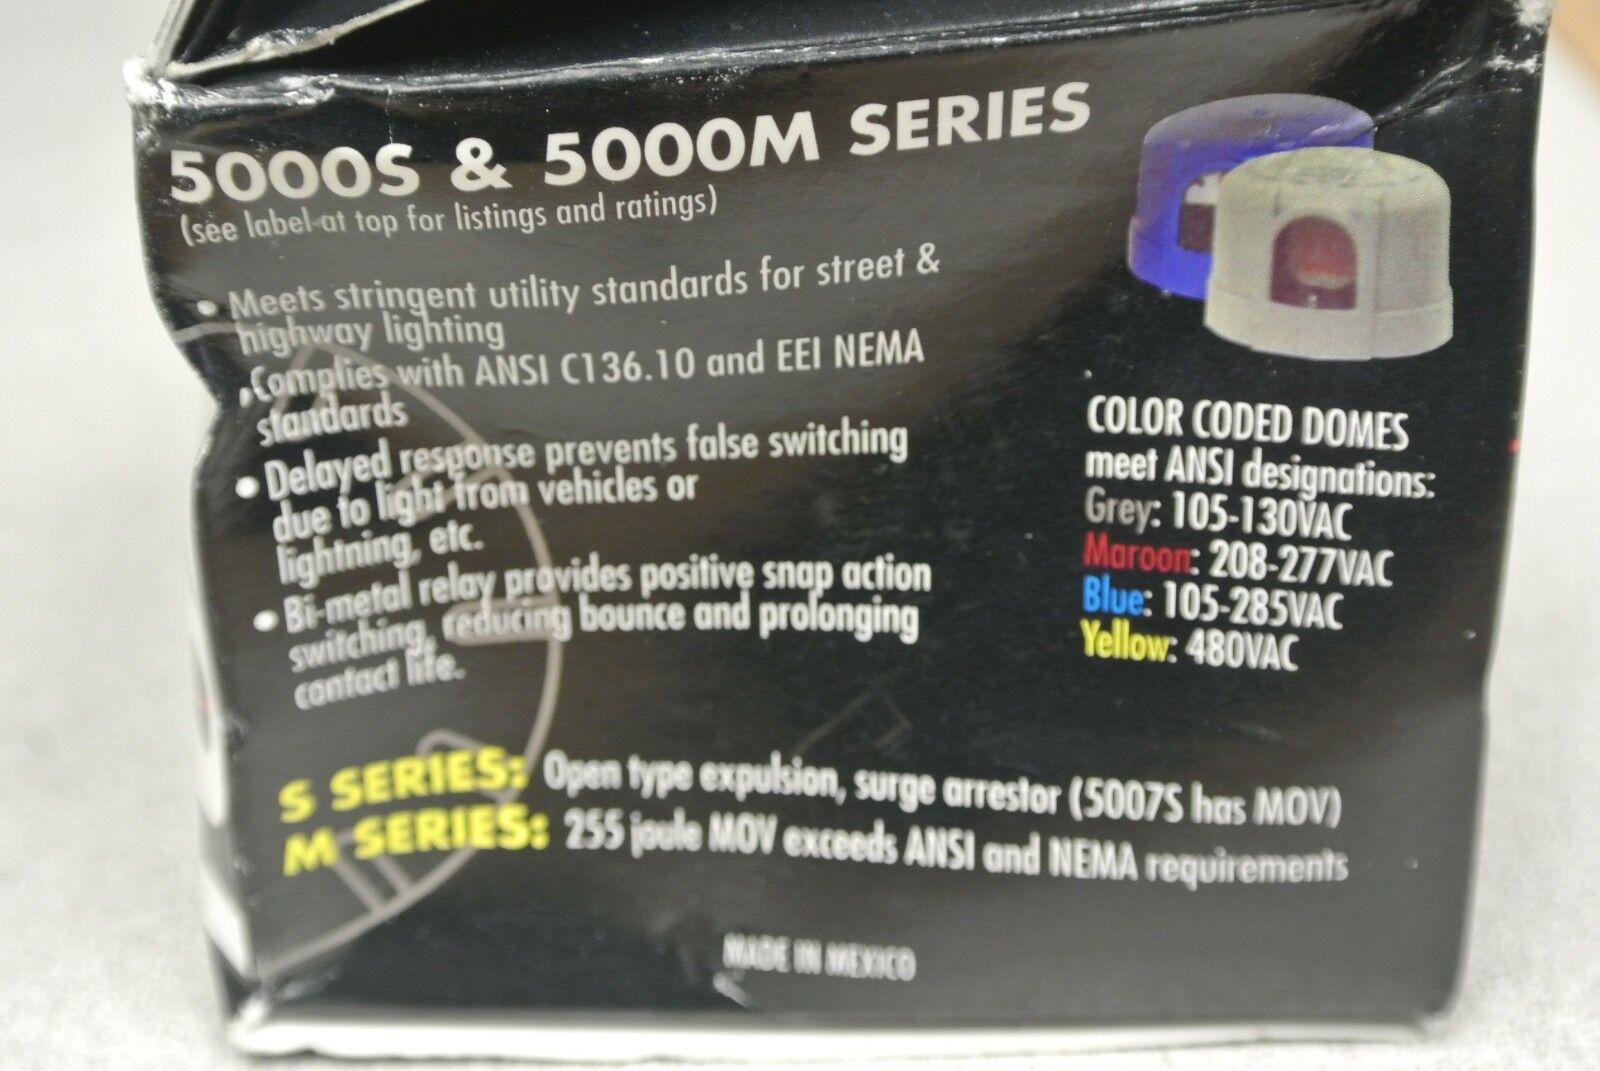 5000S & 5000M SERIES
(see label at top for listings and ratings)
• Meets stringent utility standards for street &
highway lighting
• Complies with ANSI C136.10 and EEI NEMA
standards
• Delayed response prevents false switching
due to light from vehicles or
lightning, etc.
• Bi-metal relay provides positive snap action
switching, reducing bounce and prolonging
contact life.
COLOR CODED DOMES
meet ANSI designations:
Grey: 105-130VAC
Maroon: 208-277VAC
Blue: 105-285VAC
Yellow: 480VAC
S SERIES: Open type expulsion, surge arrestor (5007S has MOV)
M SERIES: 255 joule MOV exceeds ANSI and NEMA requirements
MADE IN MEXICO